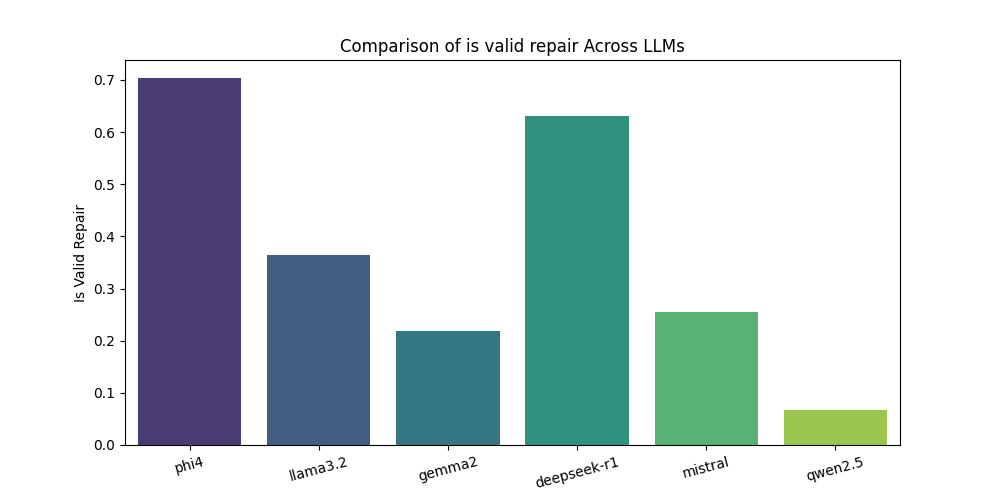 Comparison of is valid repair Across LLMs
Is Valid Repair
0.7
0.6
0.5
0.4
0.3
0.2
0.1
0.0
phi4
llama3.2
gemma2
deepseek-r1
mistral
qwen2.5